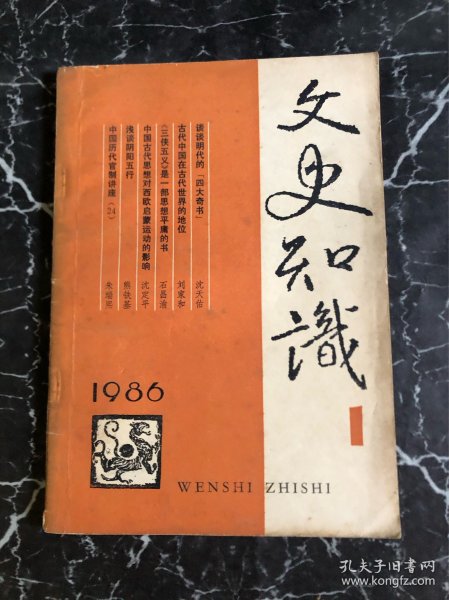 文史知識
1
谈谈明代的「四大奇书」 沈天佑
古代中国在古代世界的地位 刘家和
《三侠五义》是一部思想平庸的书 石昌渝
中国古代思想对西欧启蒙运动的影响 沈定平
浅谈阴阳五行 熊铁基
中国历代官制讲座（24） 朱瑞熙
1986
WENSHI ZHISHI
孔夫子旧书网
www.kongfz.com